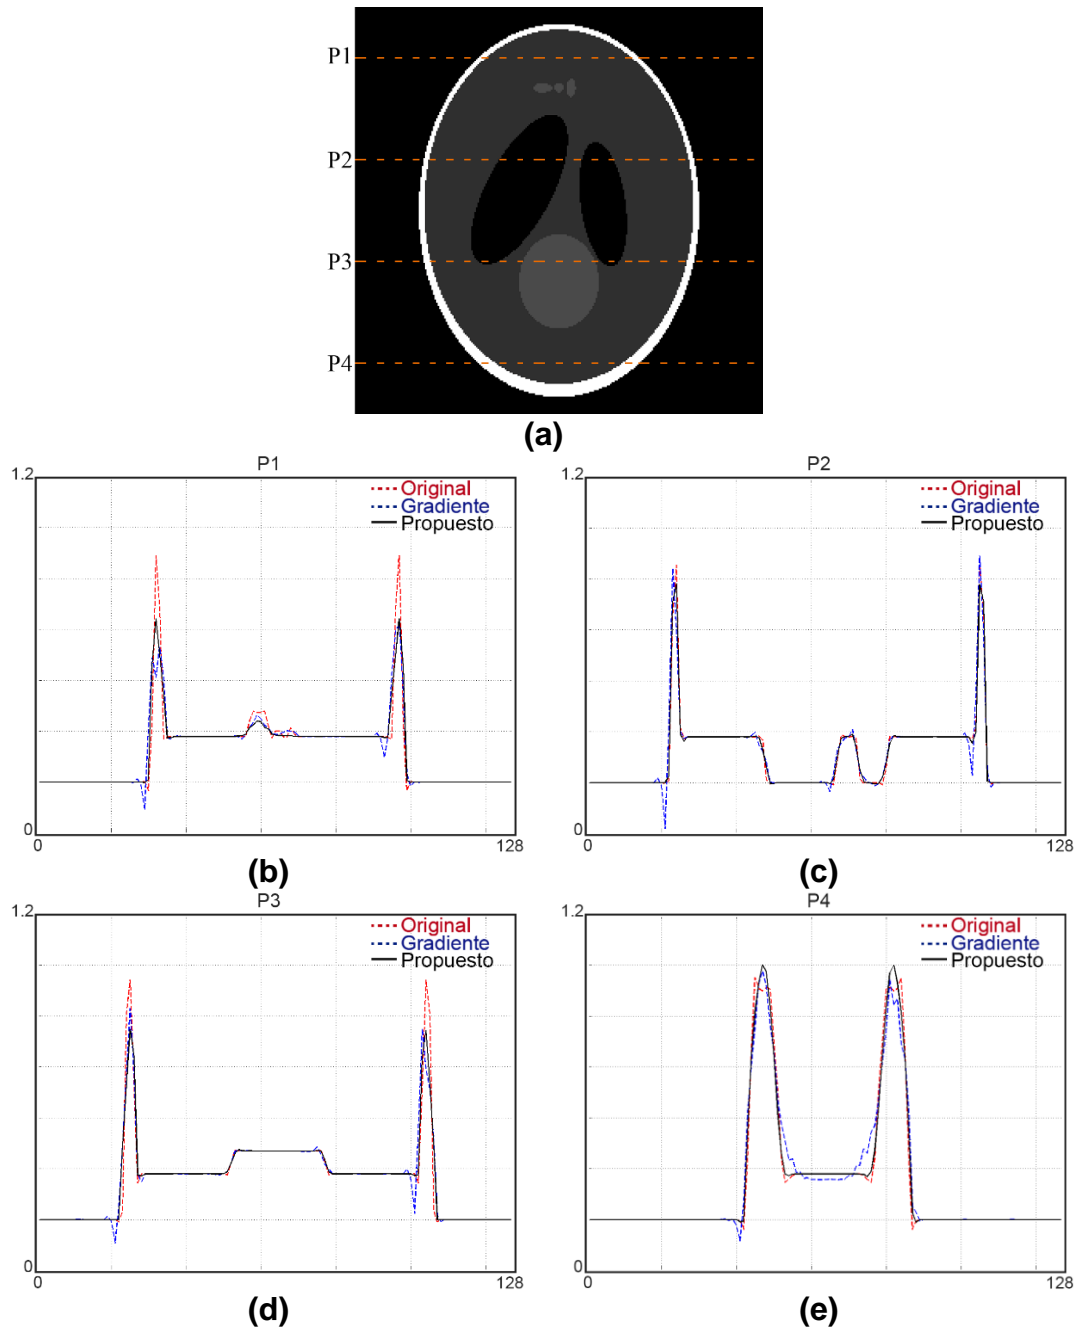 P1
P2
P3
P4
(a)
P1
1.2
Original
Gradiente
Propuesto
0
0
128
(b)
P2
1.2
Original
Gradiente
Propuesto
0
0
128
(c)
P3
1.2
Original
Gradiente
Propuesto
0
0
128
(d)
P4
1.2
Original
Gradiente
Propuesto
0
0
128
(e)